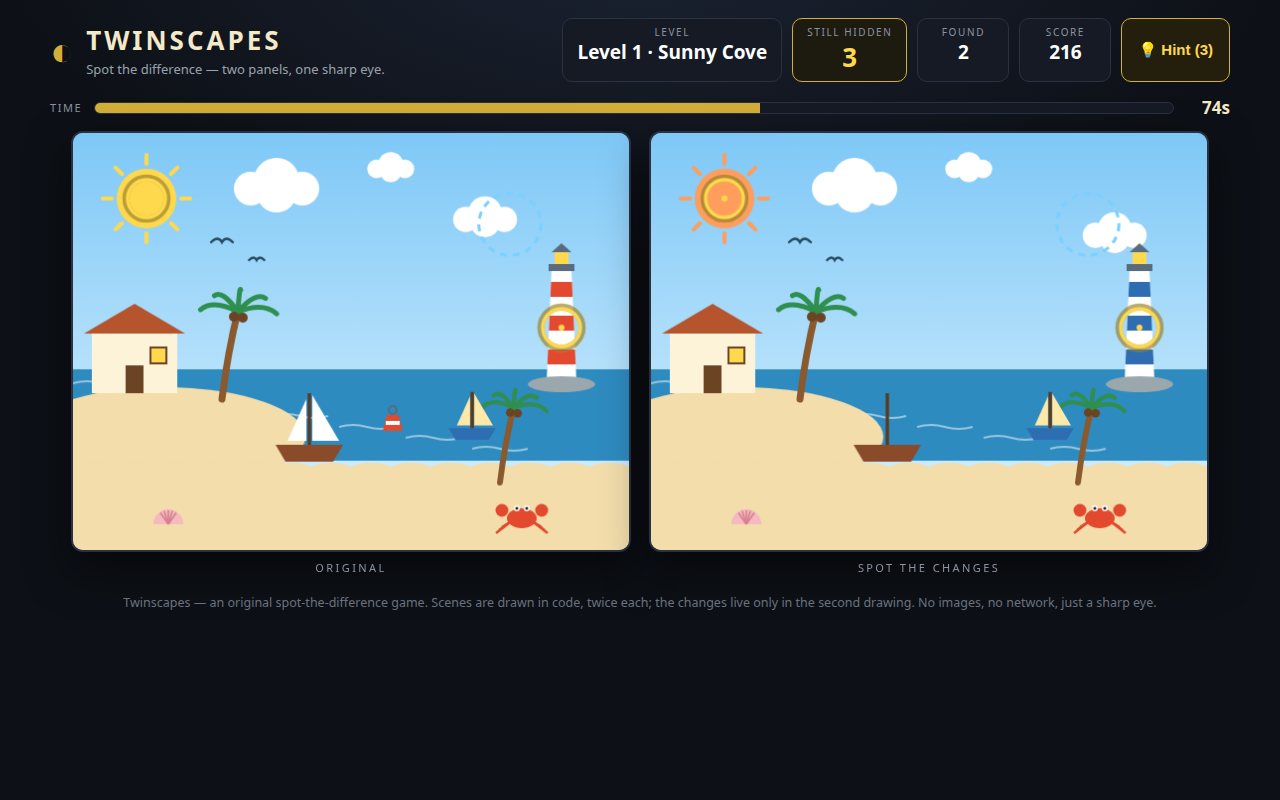 TWINSCAPES
Spot the difference — two panels, one sharp eye.
LEVEL
Level 1 · Sunny Cove
STILL HIDDEN
3
FOUND
2
SCORE
216
💡 Hint (3)
TIME
74s
ORIGINAL
SPOT THE CHANGES
Twinscapes — an original spot-the-difference game. Scenes are drawn in code, twice each; the changes live only in the second drawing. No images, no network, just a sharp eye.